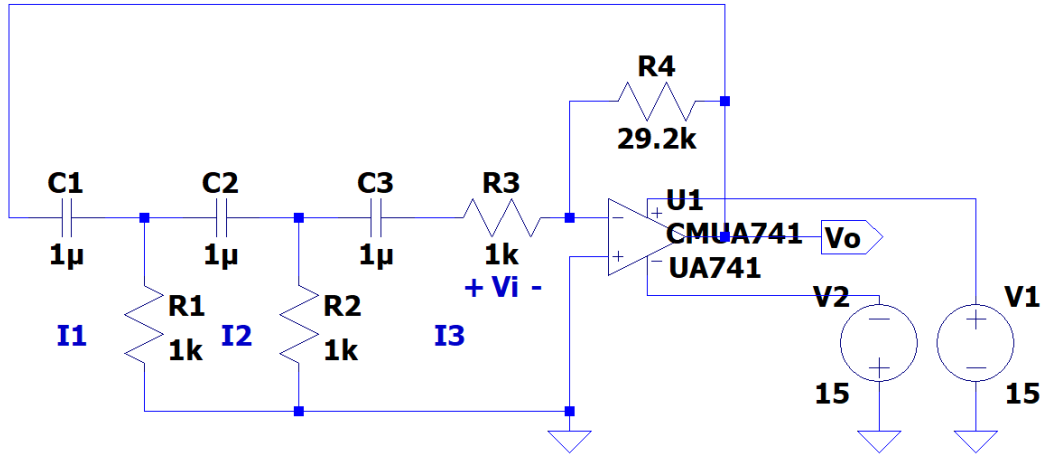 R4
29.2k
C1
C2
C3
R3
U1
1µ
1µ
1µ
1k
CMUA741
Vo
+ Vi -
UA741
R1
R2
V2
V1
I1
1k
I2
1k
I3
15
15